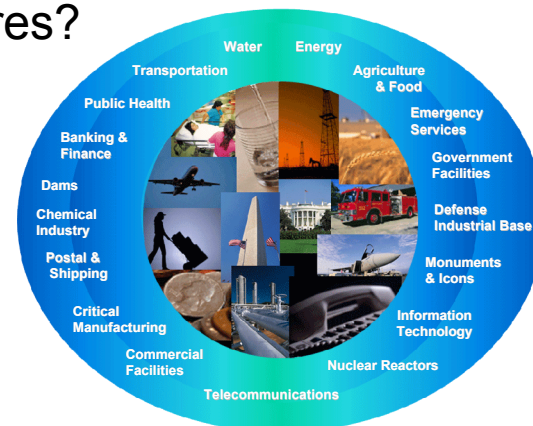 res?
Water
Energy
Transportation
Agriculture
& Food
Public Health
Emergency
Services
Banking &
Finance
Government
Facilities
Dams
Defense
Industrial Base
Chemical
Industry
Postal &
Shipping
Monuments
& Icons
Critical
Manufacturing
Information
Technology
Commercial
Facilities
Nuclear Reactors
Telecommunications